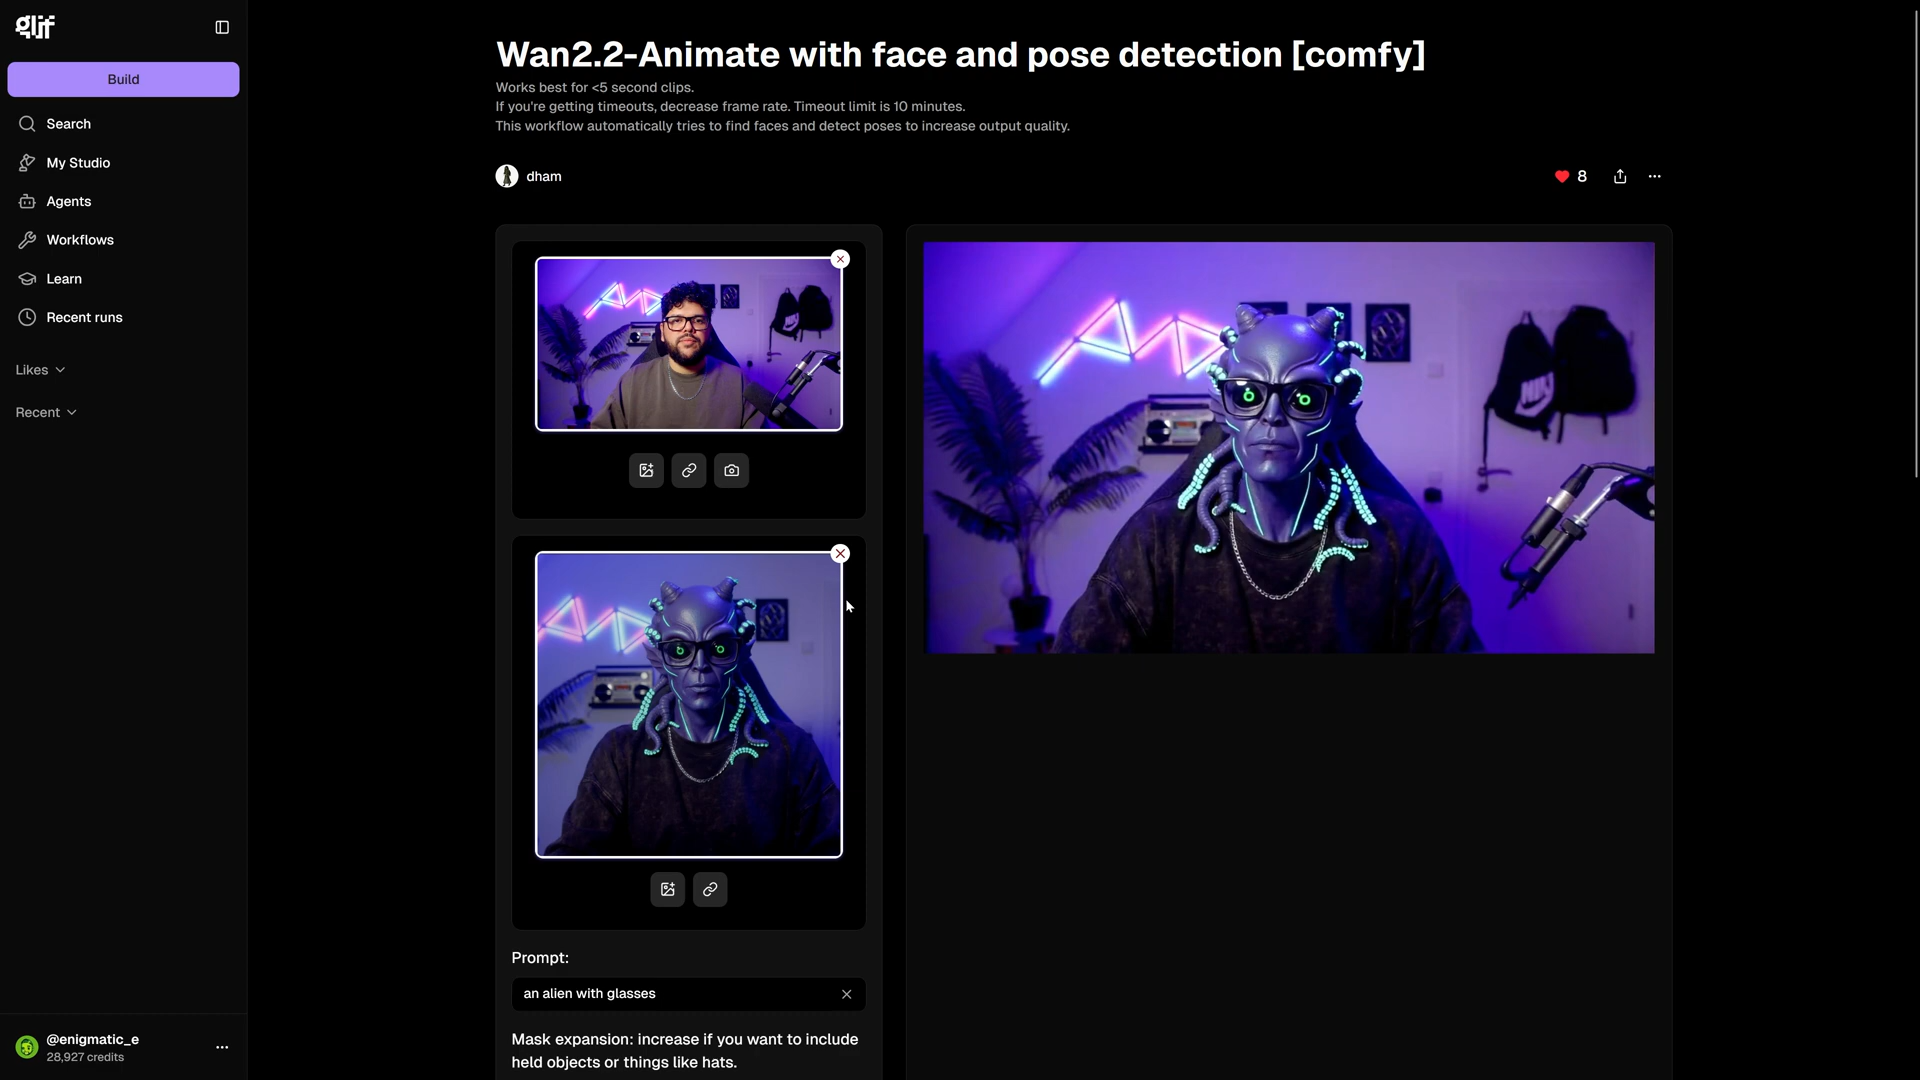 glif
Build
Search
My Studio
Agents
Workflows
Learn
Recent runs
Likes
Recent
@enigmatic_e
28,927 credits
Wan2.2-Animate with face and pose detection [comfy]
Works best for <5 second clips.
If you're getting timeouts, decrease frame rate. Timeout limit is 10 minutes.
This workflow automatically tries to find faces and detect poses to increase output quality.
dham
8
NIKE
Prompt:
an alien with glasses
Mask expansion: increase if you want to include
held objects or things like hats.